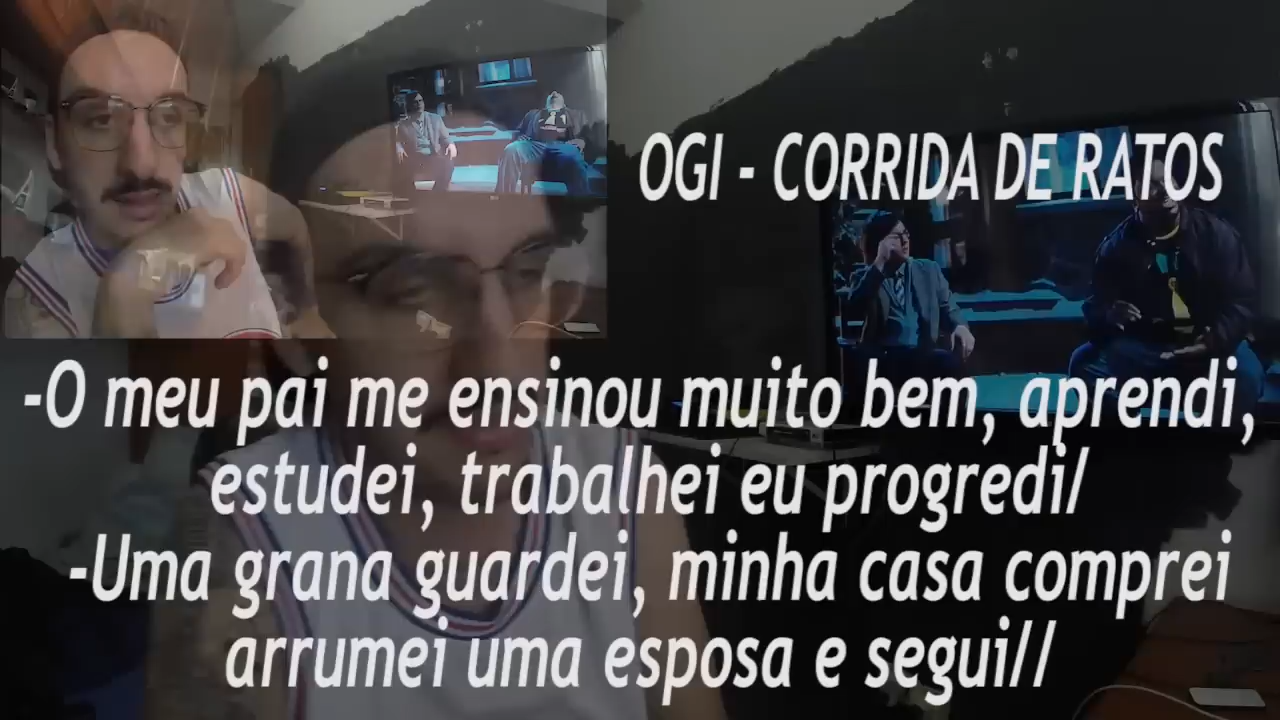 OGI - CORRIDA DE RATOS
-O meu pai me ensinou muito bem, aprendi,
estudei, trabalhei eu progredi/
-Uma grana guardei, minha casa comprei
arrumei uma esposa e segui//